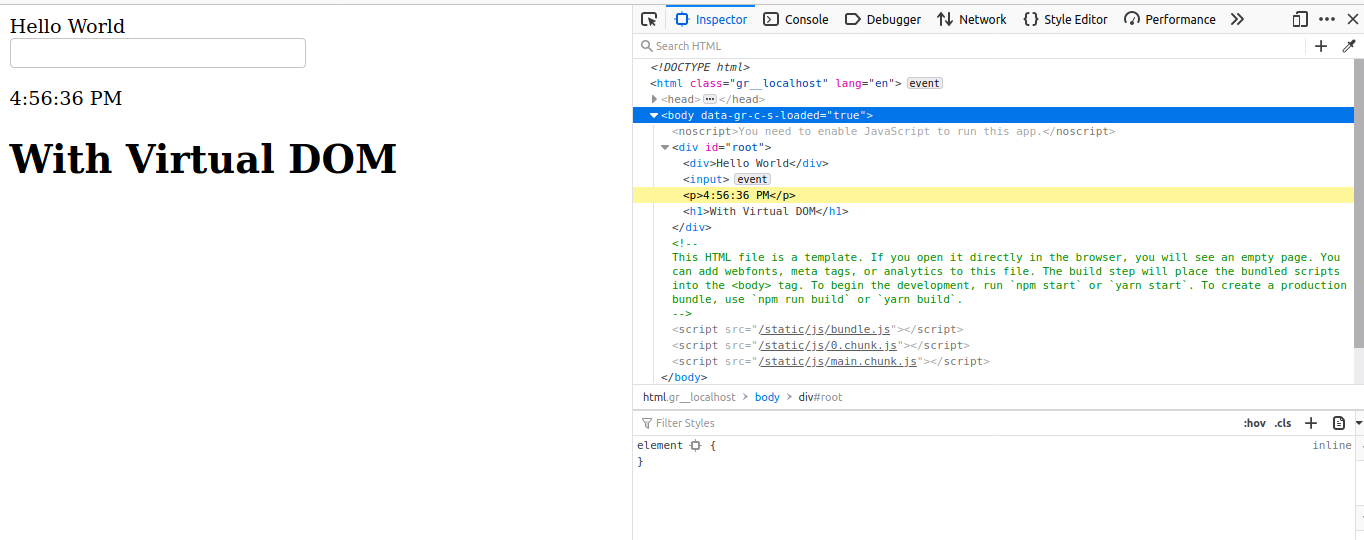 Hello World
4:56:36 PM
With Virtual DOM
Inspector Console Debugger Network Style Editor Performance
Search HTML
<!DOCTYPE html>
<html class="gr__localhost" lang="en"> event
<head> ••• </head>
<body data-gr-c-s-loaded="true">
<noscript>You need to enable JavaScript to run this app.</noscript>
<div id="root">
<div>Hello World</div>
<input> event
<p>4:56:36 PM</p>
<h1>With Virtual DOM</h1>
</div>
<!--
This HTML file is a template. If you open it directly in the browser, you will see an empty page. You
can add webfonts, meta tags, or analytics to this file. The build step will place the bundled scripts
into the <body> tag. To begin the development, run `npm start` or `yarn start`. To create a production
bundle, use `npm run build` or `yarn build`.
-->
<script src="/static/js/bundle.js"></script>
<script src="/static/js/0.chunk.js"></script>
<script src="/static/js/main.chunk.js"></script>
</body>
html.gr__localhost > body > div#root
Filter Styles :hov .cls
element { inline
}